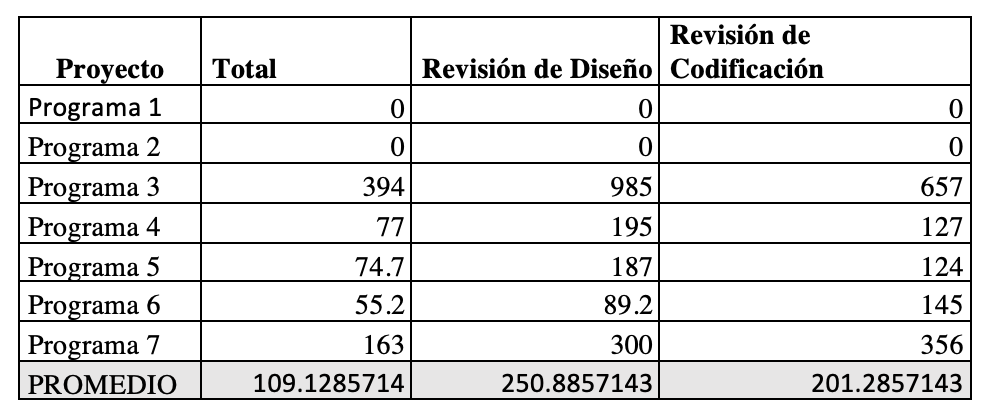 Proyecto Total Revisión de Diseño Revisión de Codificación
Programa 1 0 0 0
Programa 2 0 0 0
Programa 3 394 985 657
Programa 4 77 195 127
Programa 5 74.7 187 124
Programa 6 55.2 89.2 145
Programa 7 163 300 356
PROMEDIO 109.1285714 250.8857143 201.2857143